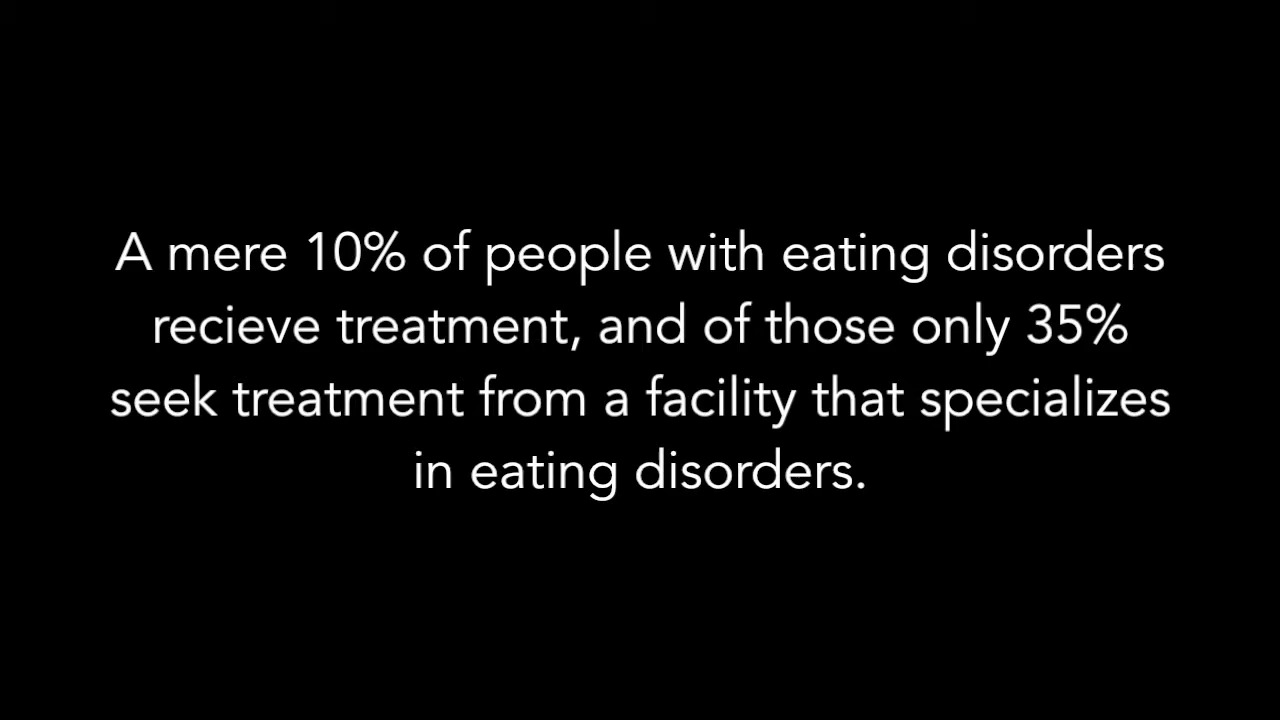 A mere 10% of people with eating disorders
recieve treatment, and of those only 35%
seek treatment from a facility that specializes
in eating disorders.